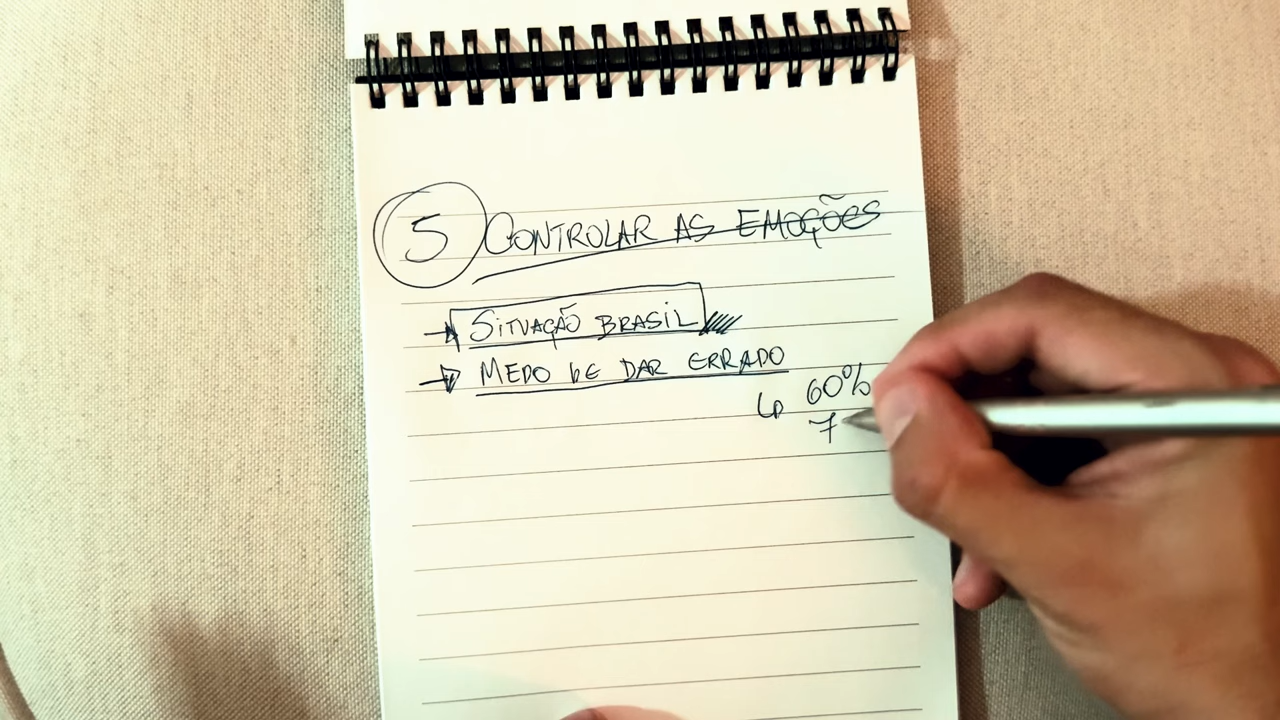 5 CONTROLAR AS EMOÇÕES
→ SITUAÇÃO BRASIL
→ MEDO DE DAR ERRADO
↳ 60%
7